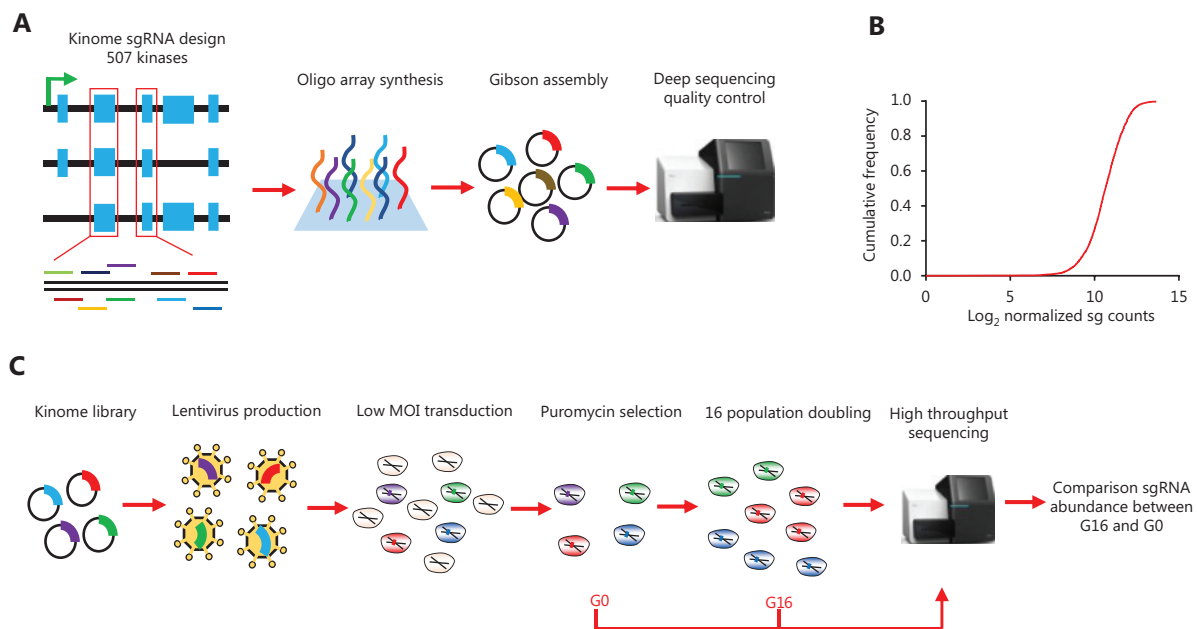 A
Kinome sgRNA design
507 kinases
Oligo array synthesis
Gibson assembly
Deep sequencing
quality control
B
Cumulative frequency
1.0
0.8
0.6
0.4
0.2
0.0
0
5
10
15
Log2 normalized sg counts
C
Kinome library
Lentivirus production
Low MOI transduction
Puromycin selection
16 population doubling
High throughput
sequencing
Comparison sgRNA
abundance between
G16 and G0
G0
G16